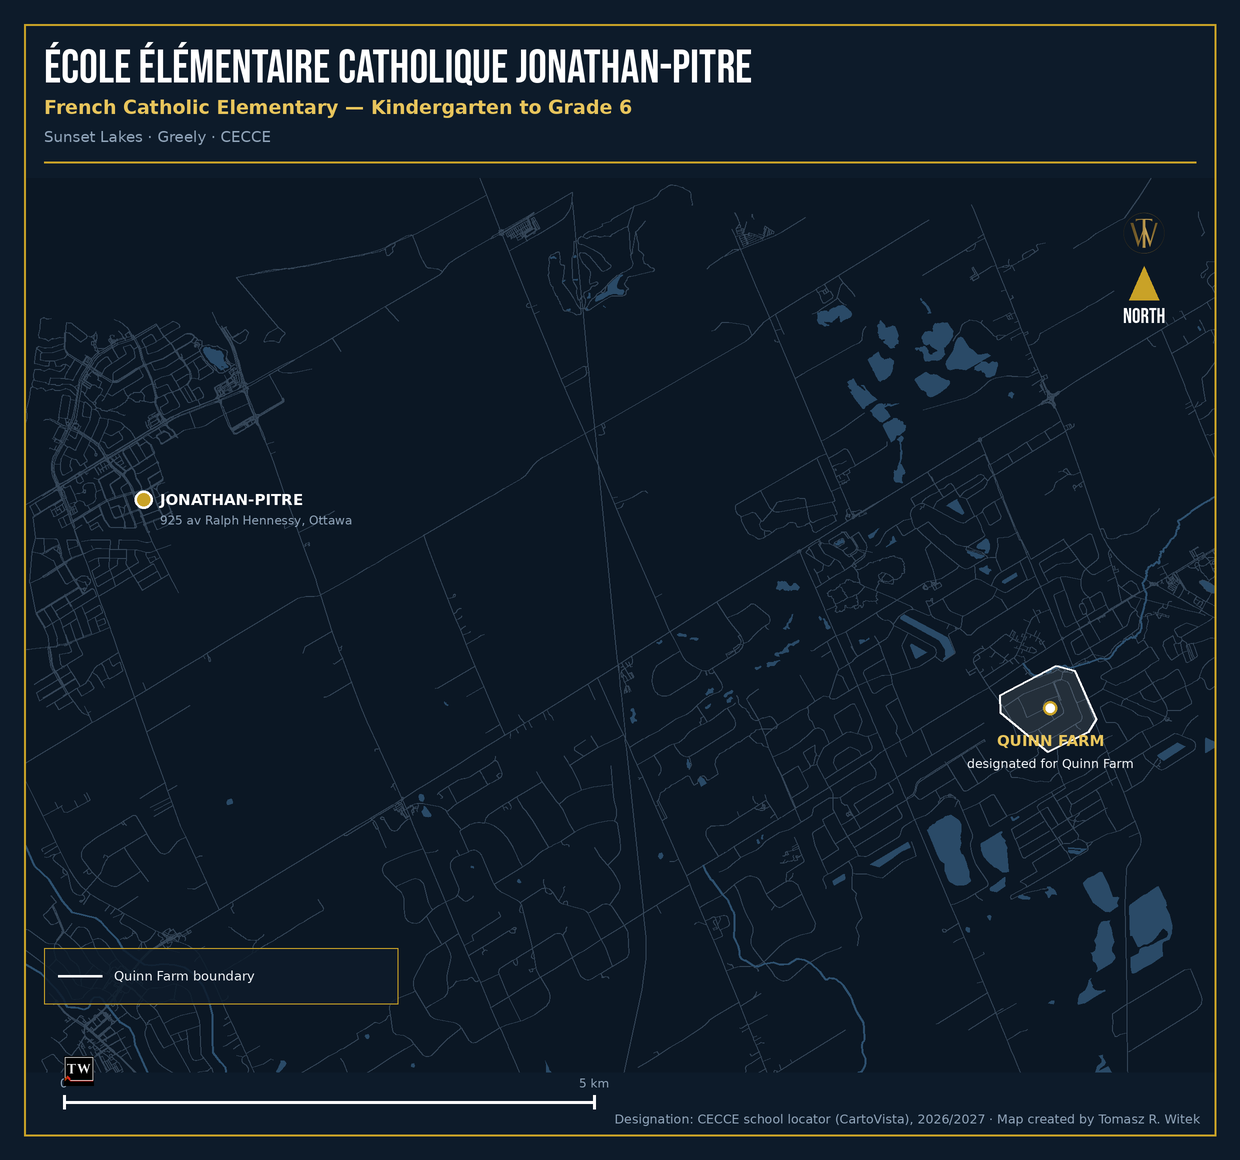 ÉCOLE ÉLÉMENTAIRE CATHOLIQUE JONATHAN-PITRE
French Catholic Elementary — Kindergarten to Grade 6
Sunset Lakes · Greely · CECCE
TW
NORTH
JONATHAN-PITRE
925 av Ralph Hennessy, Ottawa
QUINN FARM
designated for Quinn Farm
Quinn Farm boundary
TW
0
5 km
Designation: CECCE school locator (CartoVista), 2026/2027 · Map created by Tomasz R. Witek